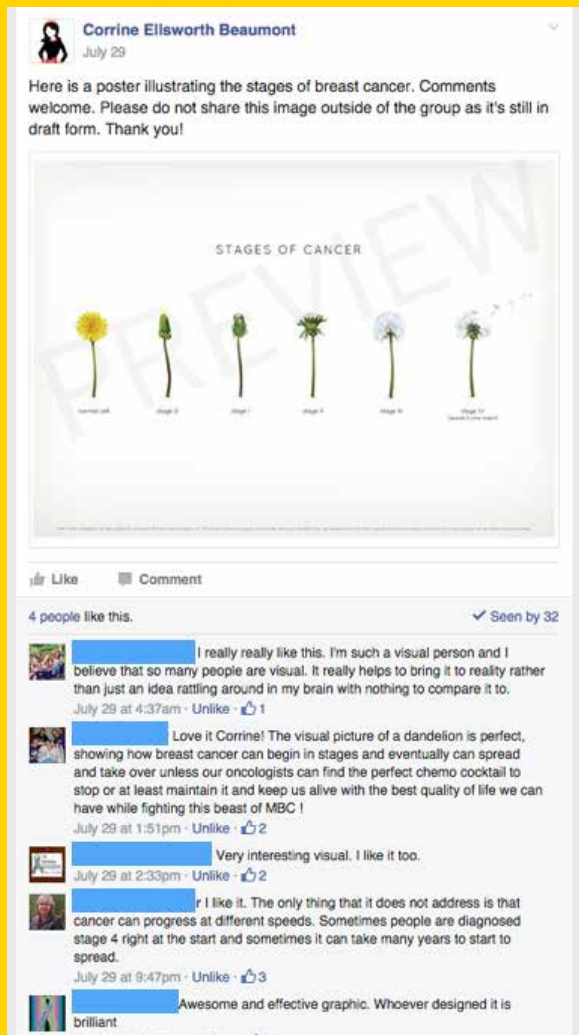 Corrine Ellsworth Beaumont
July 29
Here is a poster illustrating the stages of breast cancer. Comments
welcome. Please do not share this image outside of the group as it's still in
draft form. Thank you!
PREVIEW
STAGES OF CANCER
normal cell stage 0 stage I stage II stage III stage IV
Like Comment
4 people like this. Seen by 32
I really really like this. I'm such a visual person and I
believe that so many people are visual. It really helps to bring it to reality rather
than just an idea rattling around in my brain with nothing to compare it to.
July 29 at 4:37am · Unlike · 1
Love it Corrine! The visual picture of a dandelion is perfect,
showing how breast cancer can begin in stages and eventually can spread
and take over unless our oncologists can find the perfect chemo cocktail to
stop or at least maintain it and keep us alive with the best quality of life we can
have while fighting this beast of MBC !
July 29 at 1:51pm · Unlike · 2
Very interesting visual. I like it too.
July 29 at 2:33pm · Unlike · 2
r I like it. The only thing that it does not address is that
cancer can progress at different speeds. Sometimes people are diagnosed
stage 4 right at the start and sometimes it can take many years to start to
spread.
July 29 at 9:47pm · Unlike · 3
Awesome and effective graphic. Whoever designed it is
brilliant